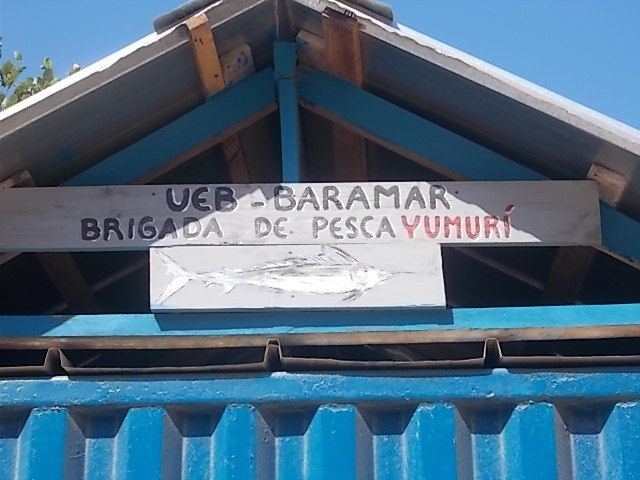 UEB - BARAMAR
BRIGADA DE PESCA YUMURÍ